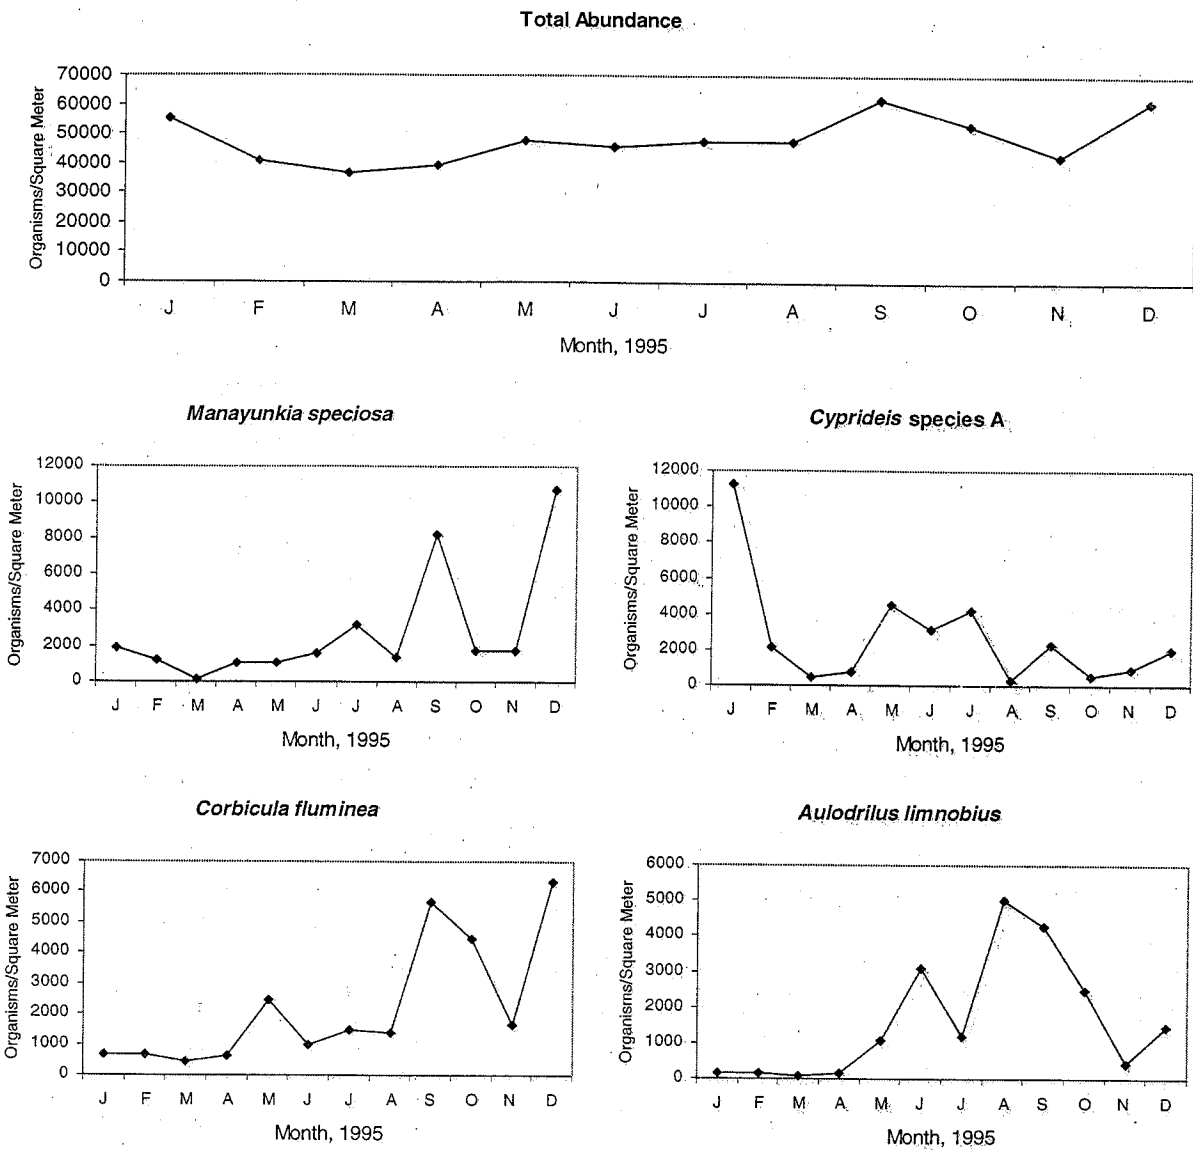 Total Abundance
Organisms/Square Meter
70000
60000
50000
40000
30000
20000
10000
0
J F M A M J J A S O N D
Month, 1995
Manayunkia speciosa
Organisms/Square Meter
12000
10000
8000
6000
4000
2000
0
J F M A M J J A S O N D
Month, 1995
Cyprideis species A
Organisms/Square Meter
12000
10000
8000
6000
4000
2000
0
J F M A M J J A S O N D
Month, 1995
Corbicula fluminea
Organisms/Square Meter
7000
6000
5000
4000
3000
2000
1000
0
J F M A M J J A S O N D
Month, 1995
Aulodrilus limnobius
Organisms/Square Meter
6000
5000
4000
3000
2000
1000
0
J F M A M J J A S O N D
Month, 1995